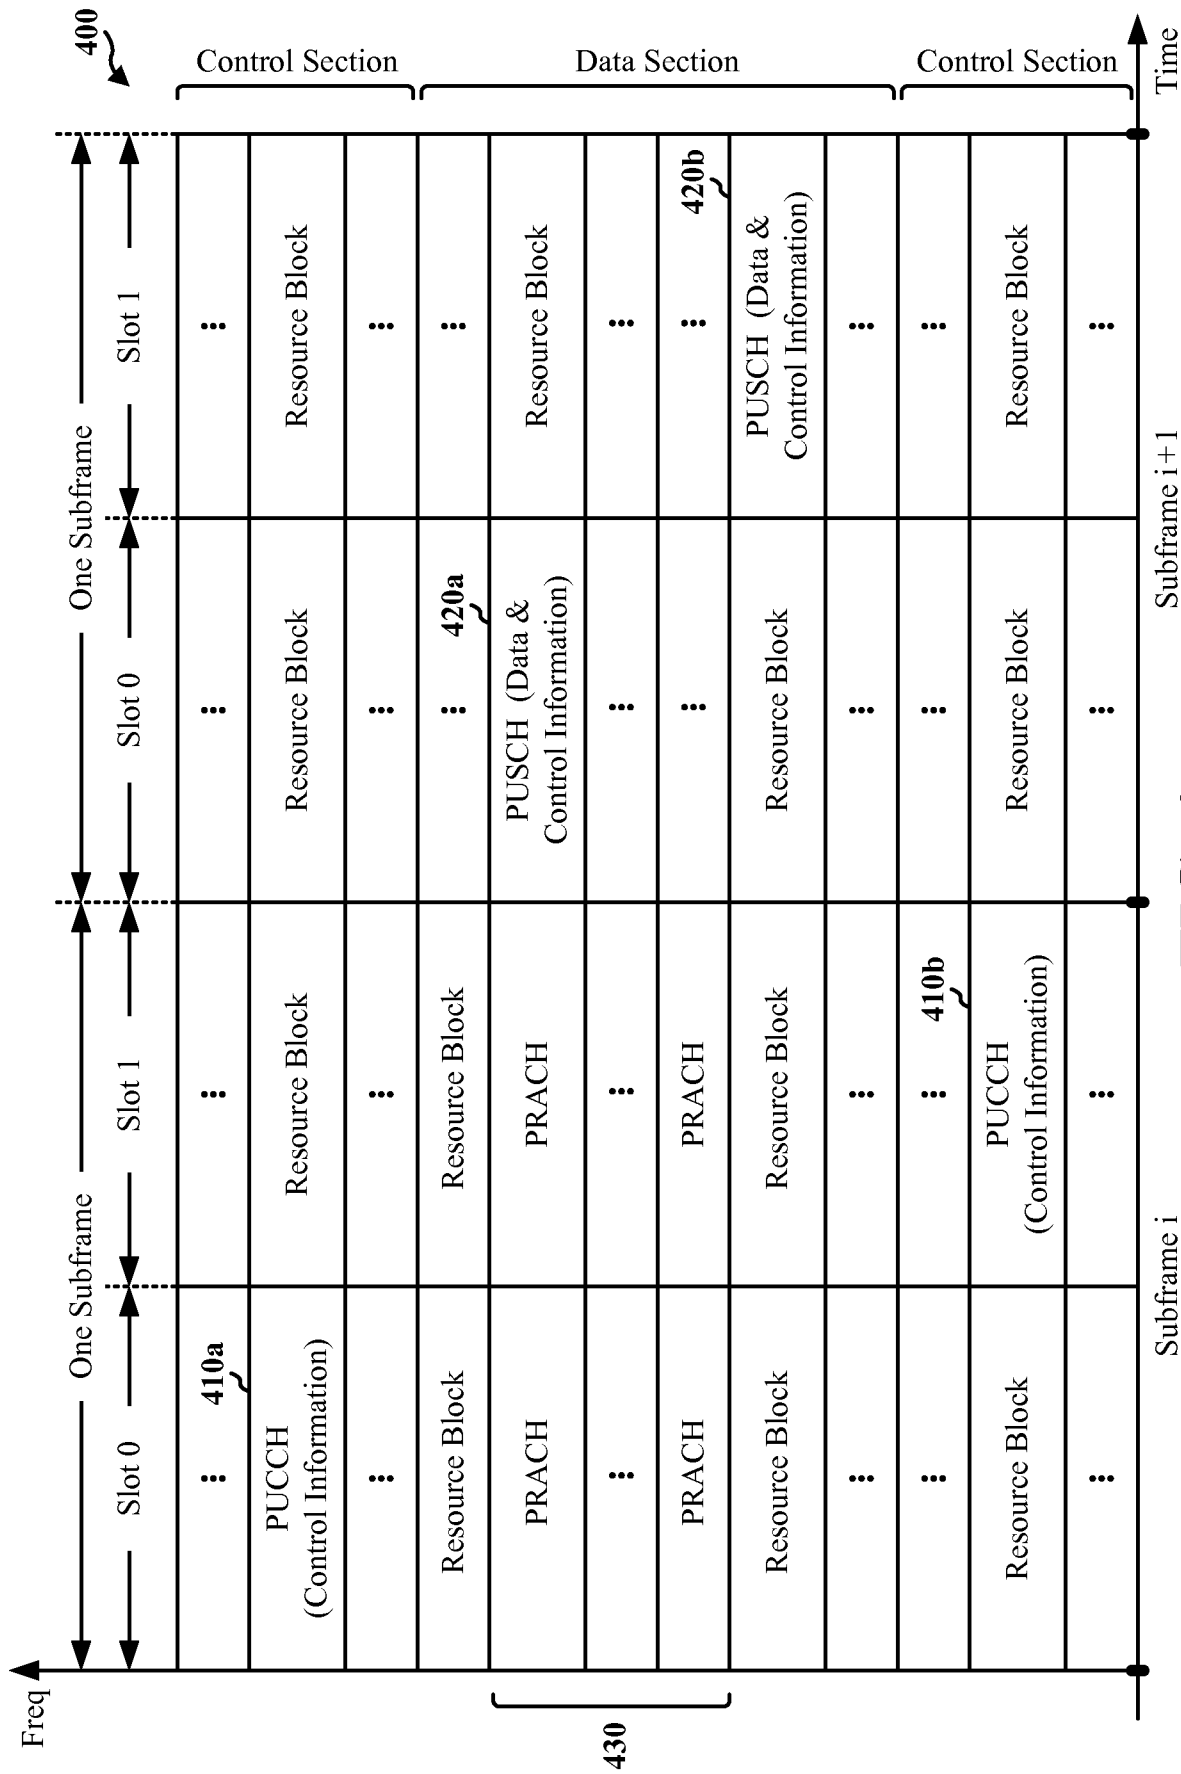 400
Freq
One Subframe
One Subframe
Slot 0
Slot 1
Slot 0
Slot 1
Control Section
Data Section
Control Section
...
...
...
...
410a
PUCCH
(Control Information)
Resource Block
Resource Block
Resource Block
...
...
...
...
Resource Block
Resource Block
...
...
420a
430
PRACH
PRACH
PUSCH (Data &
Control Information)
Resource Block
...
...
...
...
PRACH
PRACH
...
...
420b
Resource Block
Resource Block
Resource Block
PUSCH (Data &
Control Information)
...
...
...
...
...
...
...
...
410b
Resource Block
PUCCH
(Control Information)
Resource Block
Resource Block
...
...
...
...
Time
Subframe i
Subframe i+1